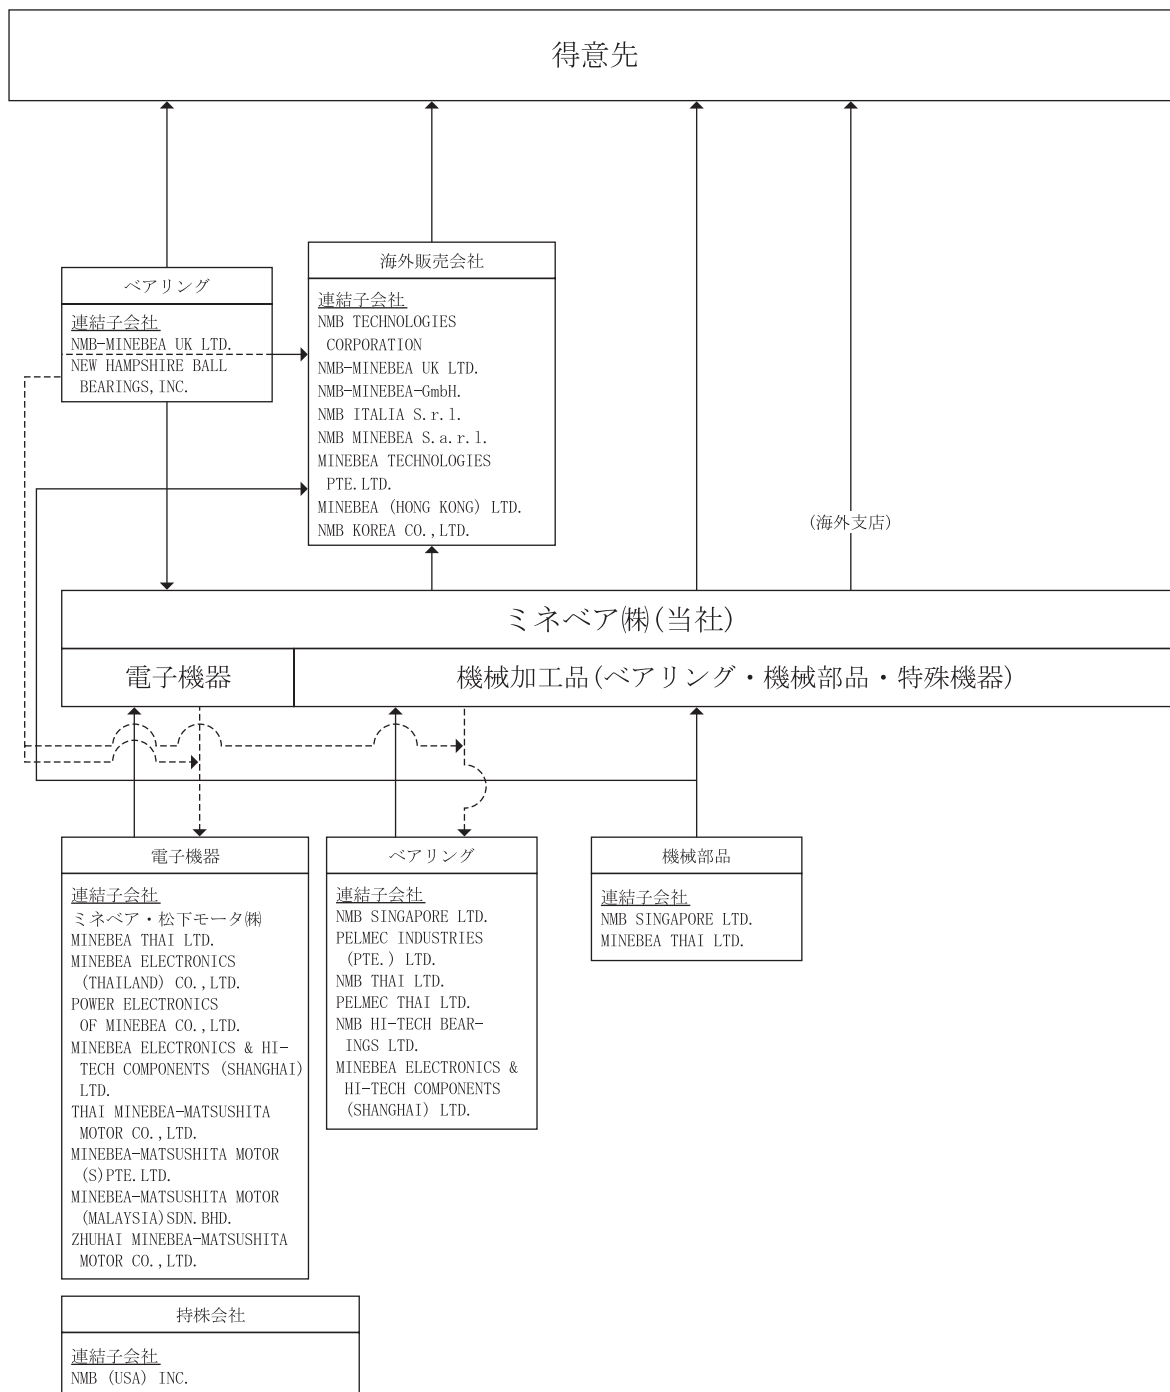 得意先
ベアリング
連結子会社
NMB-MINEBEA UK LTD.
NEW HAMPSHIRE BALL
BEARINGS, INC.
海外販売会社
連結子会社
NMB TECHNOLOGIES
CORPORATION
NMB-MINEBEA UK LTD.
NMB-MINEBEA-GmbH.
NMB ITALIA S.r.l.
NMB MINEBEA S.a.r.l.
MINEBEA TECHNOLOGIES
PTE.LTD.
MINEBEA (HONG KONG) LTD.
NMB KOREA CO.,LTD.
(海外支店)
ミネベア㈱(当社)
電子機器
機械加工品(ベアリング・機械部品・特殊機器)
電子機器
連結子会社
ミネベア・松下モータ㈱
MINEBEA THAI LTD.
MINEBEA ELECTRONICS
(THAILAND) CO.,LTD.
POWER ELECTRONICS
OF MINEBEA CO.,LTD.
MINEBEA ELECTRONICS & HI-
TECH COMPONENTS (SHANGHAI)
LTD.
THAI MINEBEA-MATSUSHITA
MOTOR CO.,LTD.
MINEBEA-MATSUSHITA MOTOR
(S)PTE.LTD.
MINEBEA-MATSUSHITA MOTOR
(MALAYSIA)SDN.BHD.
ZHUHAI MINEBEA-MATSUSHITA
MOTOR CO.,LTD.
ベアリング
連結子会社
NMB SINGAPORE LTD.
PELMEC INDUSTRIES
(PTE.) LTD.
NMB THAI LTD.
PELMEC THAI LTD.
NMB HI-TECH BEAR-
INGS LTD.
MINEBEA ELECTRONICS &
HI-TECH COMPONENTS
(SHANGHAI) LTD.
機械部品
連結子会社
NMB SINGAPORE LTD.
MINEBEA THAI LTD.
持株会社
連結子会社
NMB (USA) INC.